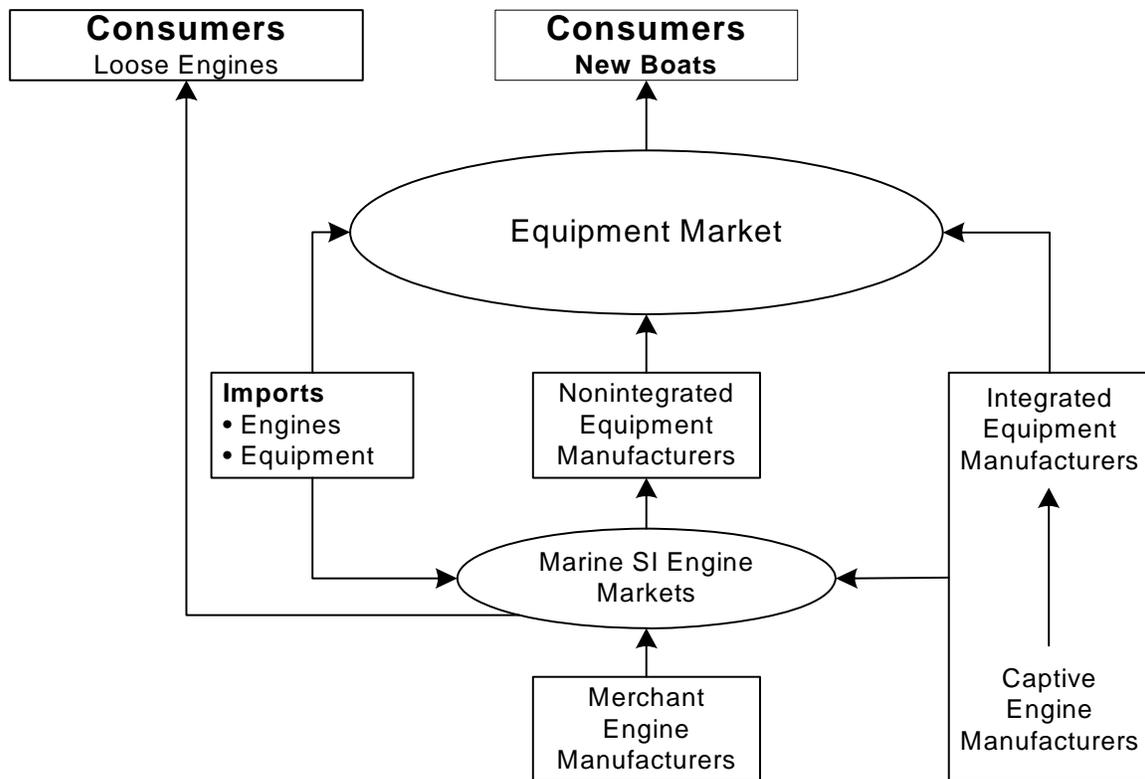 Consumers
Loose Engines
Consumers
New Boats
Equipment Market
Imports
• Engines
• Equipment
Nonintegrated
Equipment
Manufacturers
Integrated
Equipment
Manufacturers
Marine SI Engine
Markets
Merchant
Engine
Manufacturers
Captive
Engine
Manufacturers